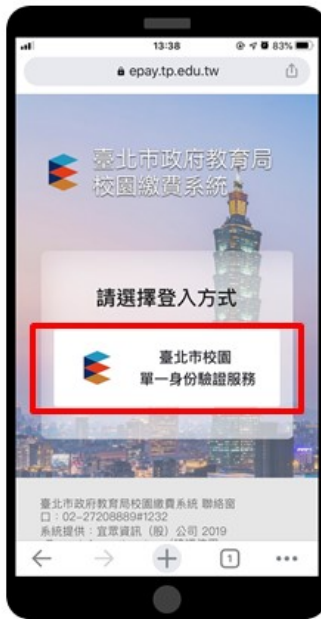 13:38
83%
epay.tp.edu.tw
臺北市政府教育局
校園繳費系統
請選擇登入方式
臺北市校園
單一身份驗證服務
臺北市政府教育局校園繳費系統 聯絡窗
口：02-27208889#1232
系統提供：宜眾資訊（股）公司 2019
1